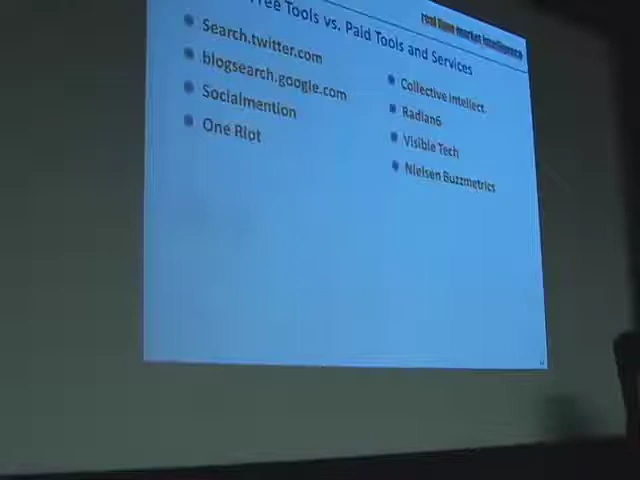 real time market intelligence
Free Tools vs. Paid Tools and Services
Search.twitter.com
blogsearch.google.com
Socialmention
One Riot
Collective Intellect
Radian6
Visible Tech
Nielsen Buzzmetrics